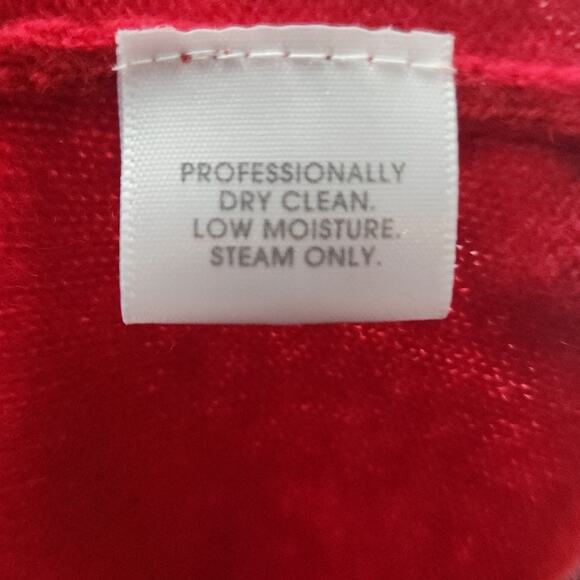 PROFESSIONALLY
DRY CLEAN.
LOW MOISTURE.
STEAM ONLY.